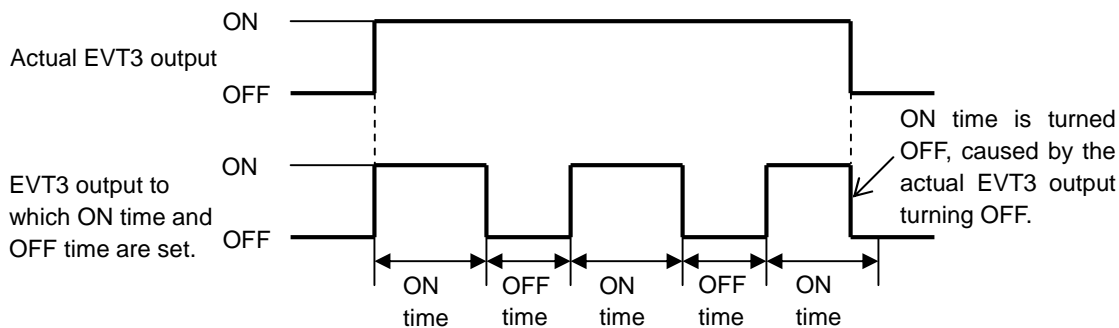 ON
Actual EVT3 output
OFF
ON
EVT3 output to
which ON time and
OFF time are set.
OFF
ON time is turned
OFF, caused by the
actual EVT3 output
turning OFF.
ON
time
OFF
time
ON
time
OFF
time
ON
time